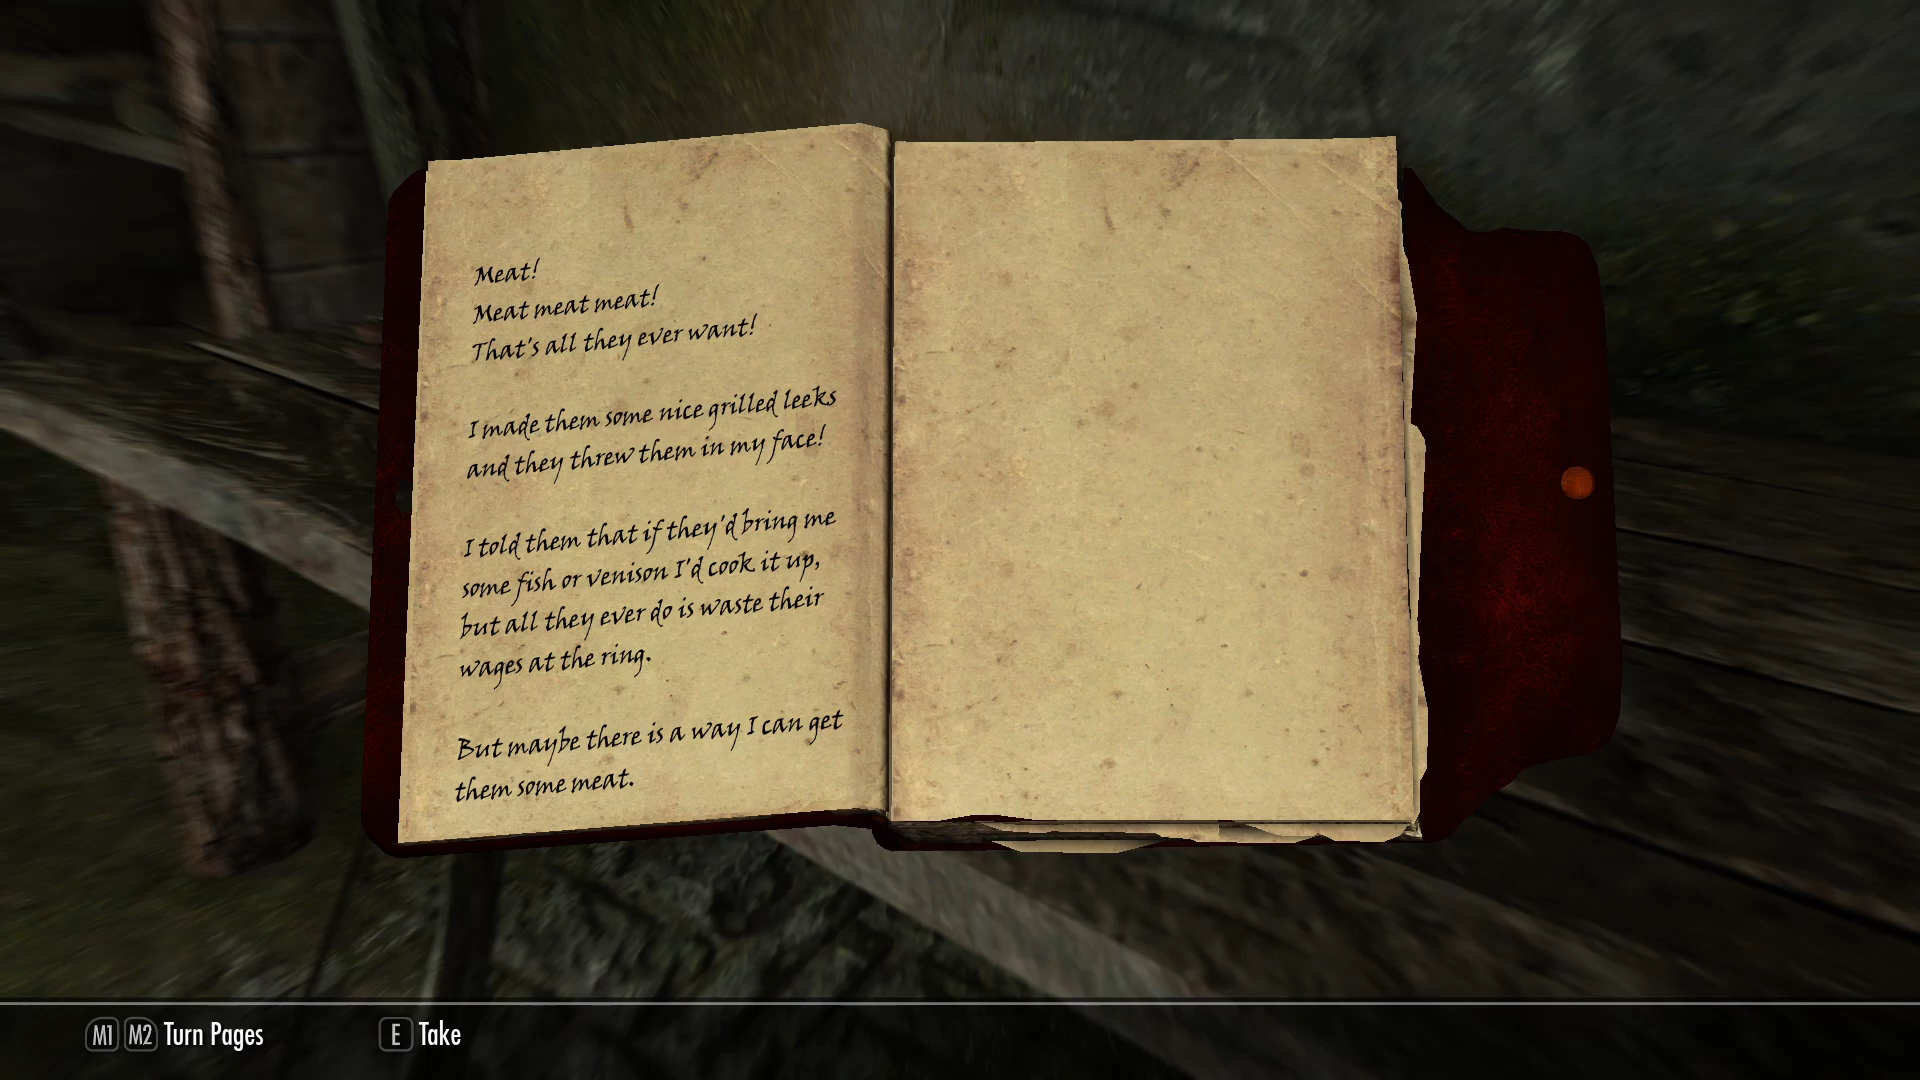 Meat!
Meat meat meat!
That's all they ever want!
I made them some nice grilled leeks
and they threw them in my face!
I told them that if they'd bring me
some fish or venison I'd cook it up,
but all they ever do is waste their
wages at the ring.
But maybe there is a way I can get
them some meat.
M1 M2 Turn Pages E Take